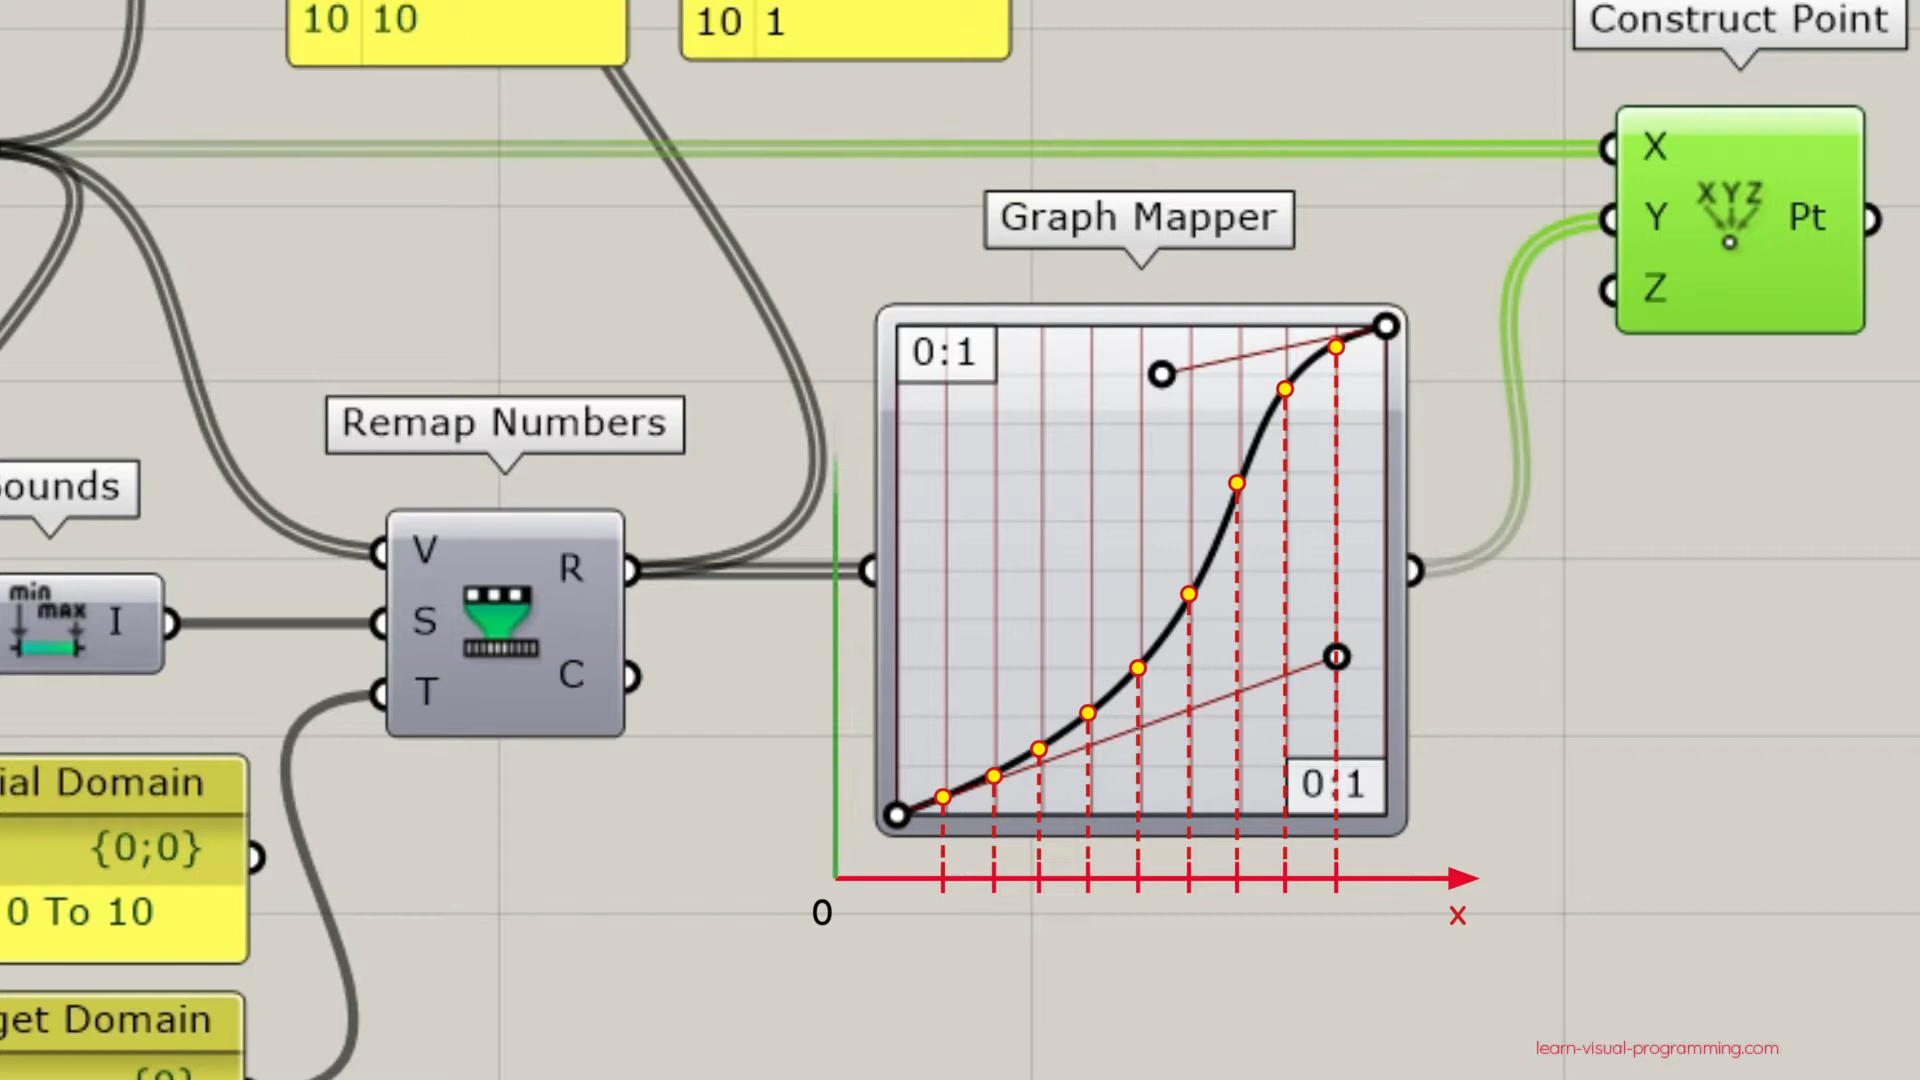 10 10
10 1
Construct Point
X
Y
Z
XYZ
Pt
Graph Mapper
0:1
0:1
Remap Numbers
V
S
T
R
C
ounds
min
max
I
ial Domain
{0;0}
0 To 10
get Domain
0
x
learn-visual-programming.com